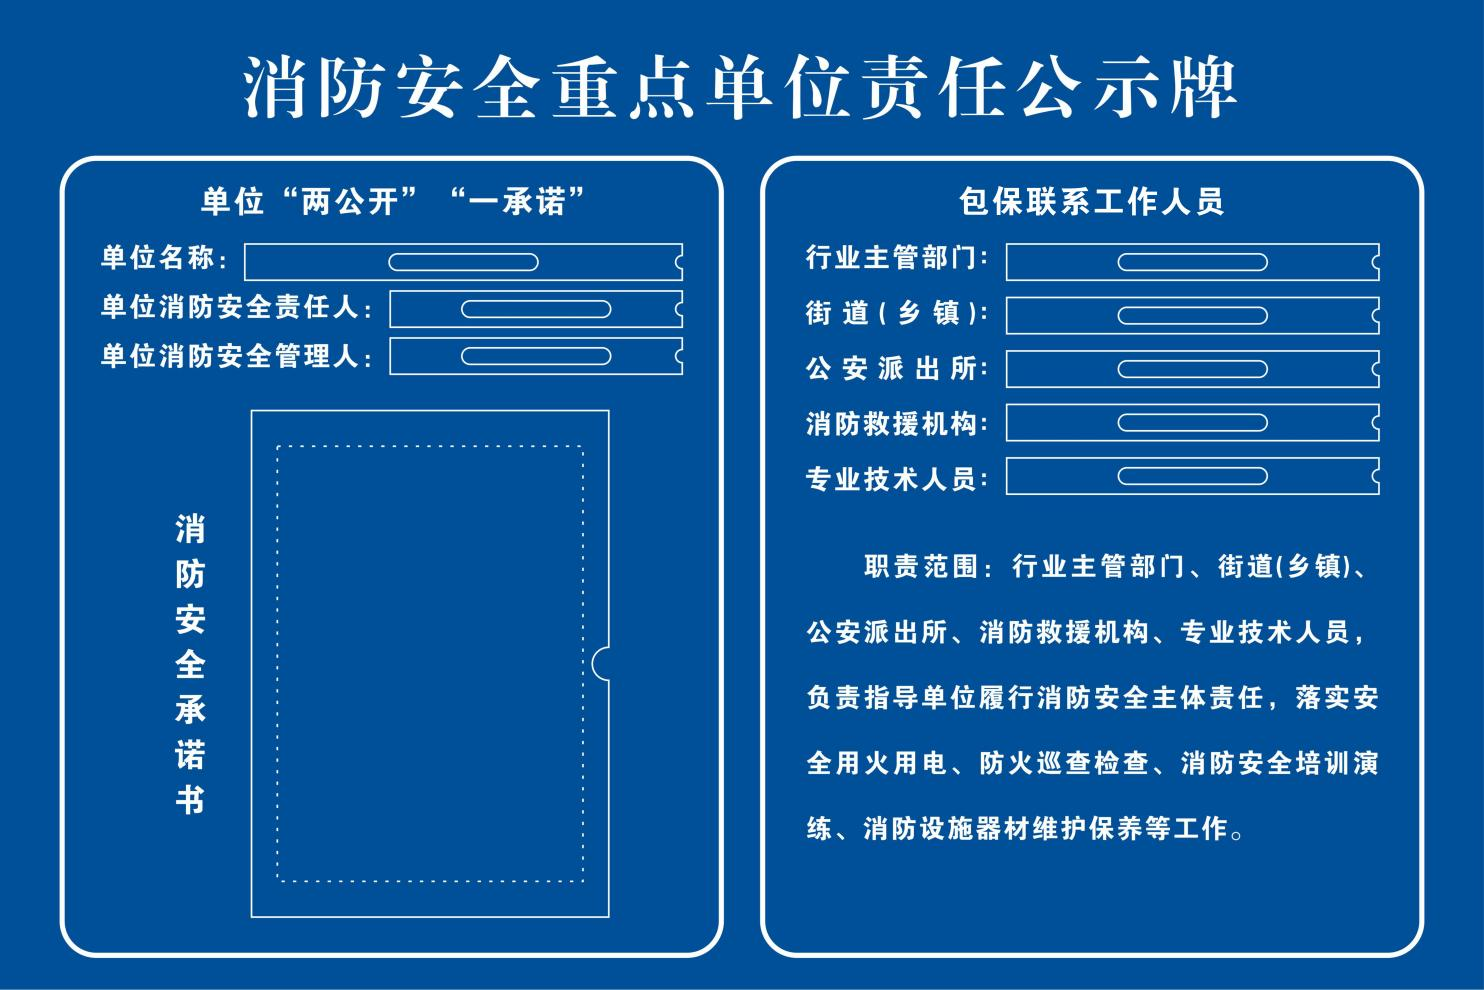 消防安全重点单位责任公示牌
单位“两公开”“一承诺”
单位名称:
单位消防安全责任人:
单位消防安全管理人:
消防安全承诺书
包保联系工作人员
行业主管部门:
街道(乡镇):
公安派出所:
消防救援机构:
专业技术人员:
职责范围：行业主管部门、街道(乡镇)、
公安派出所、消防救援机构、专业技术人员，
负责指导单位履行消防安全主体责任，落实安
全用火用电、防火巡查检查、消防安全培训演
练、消防设施器材维护保养等工作。